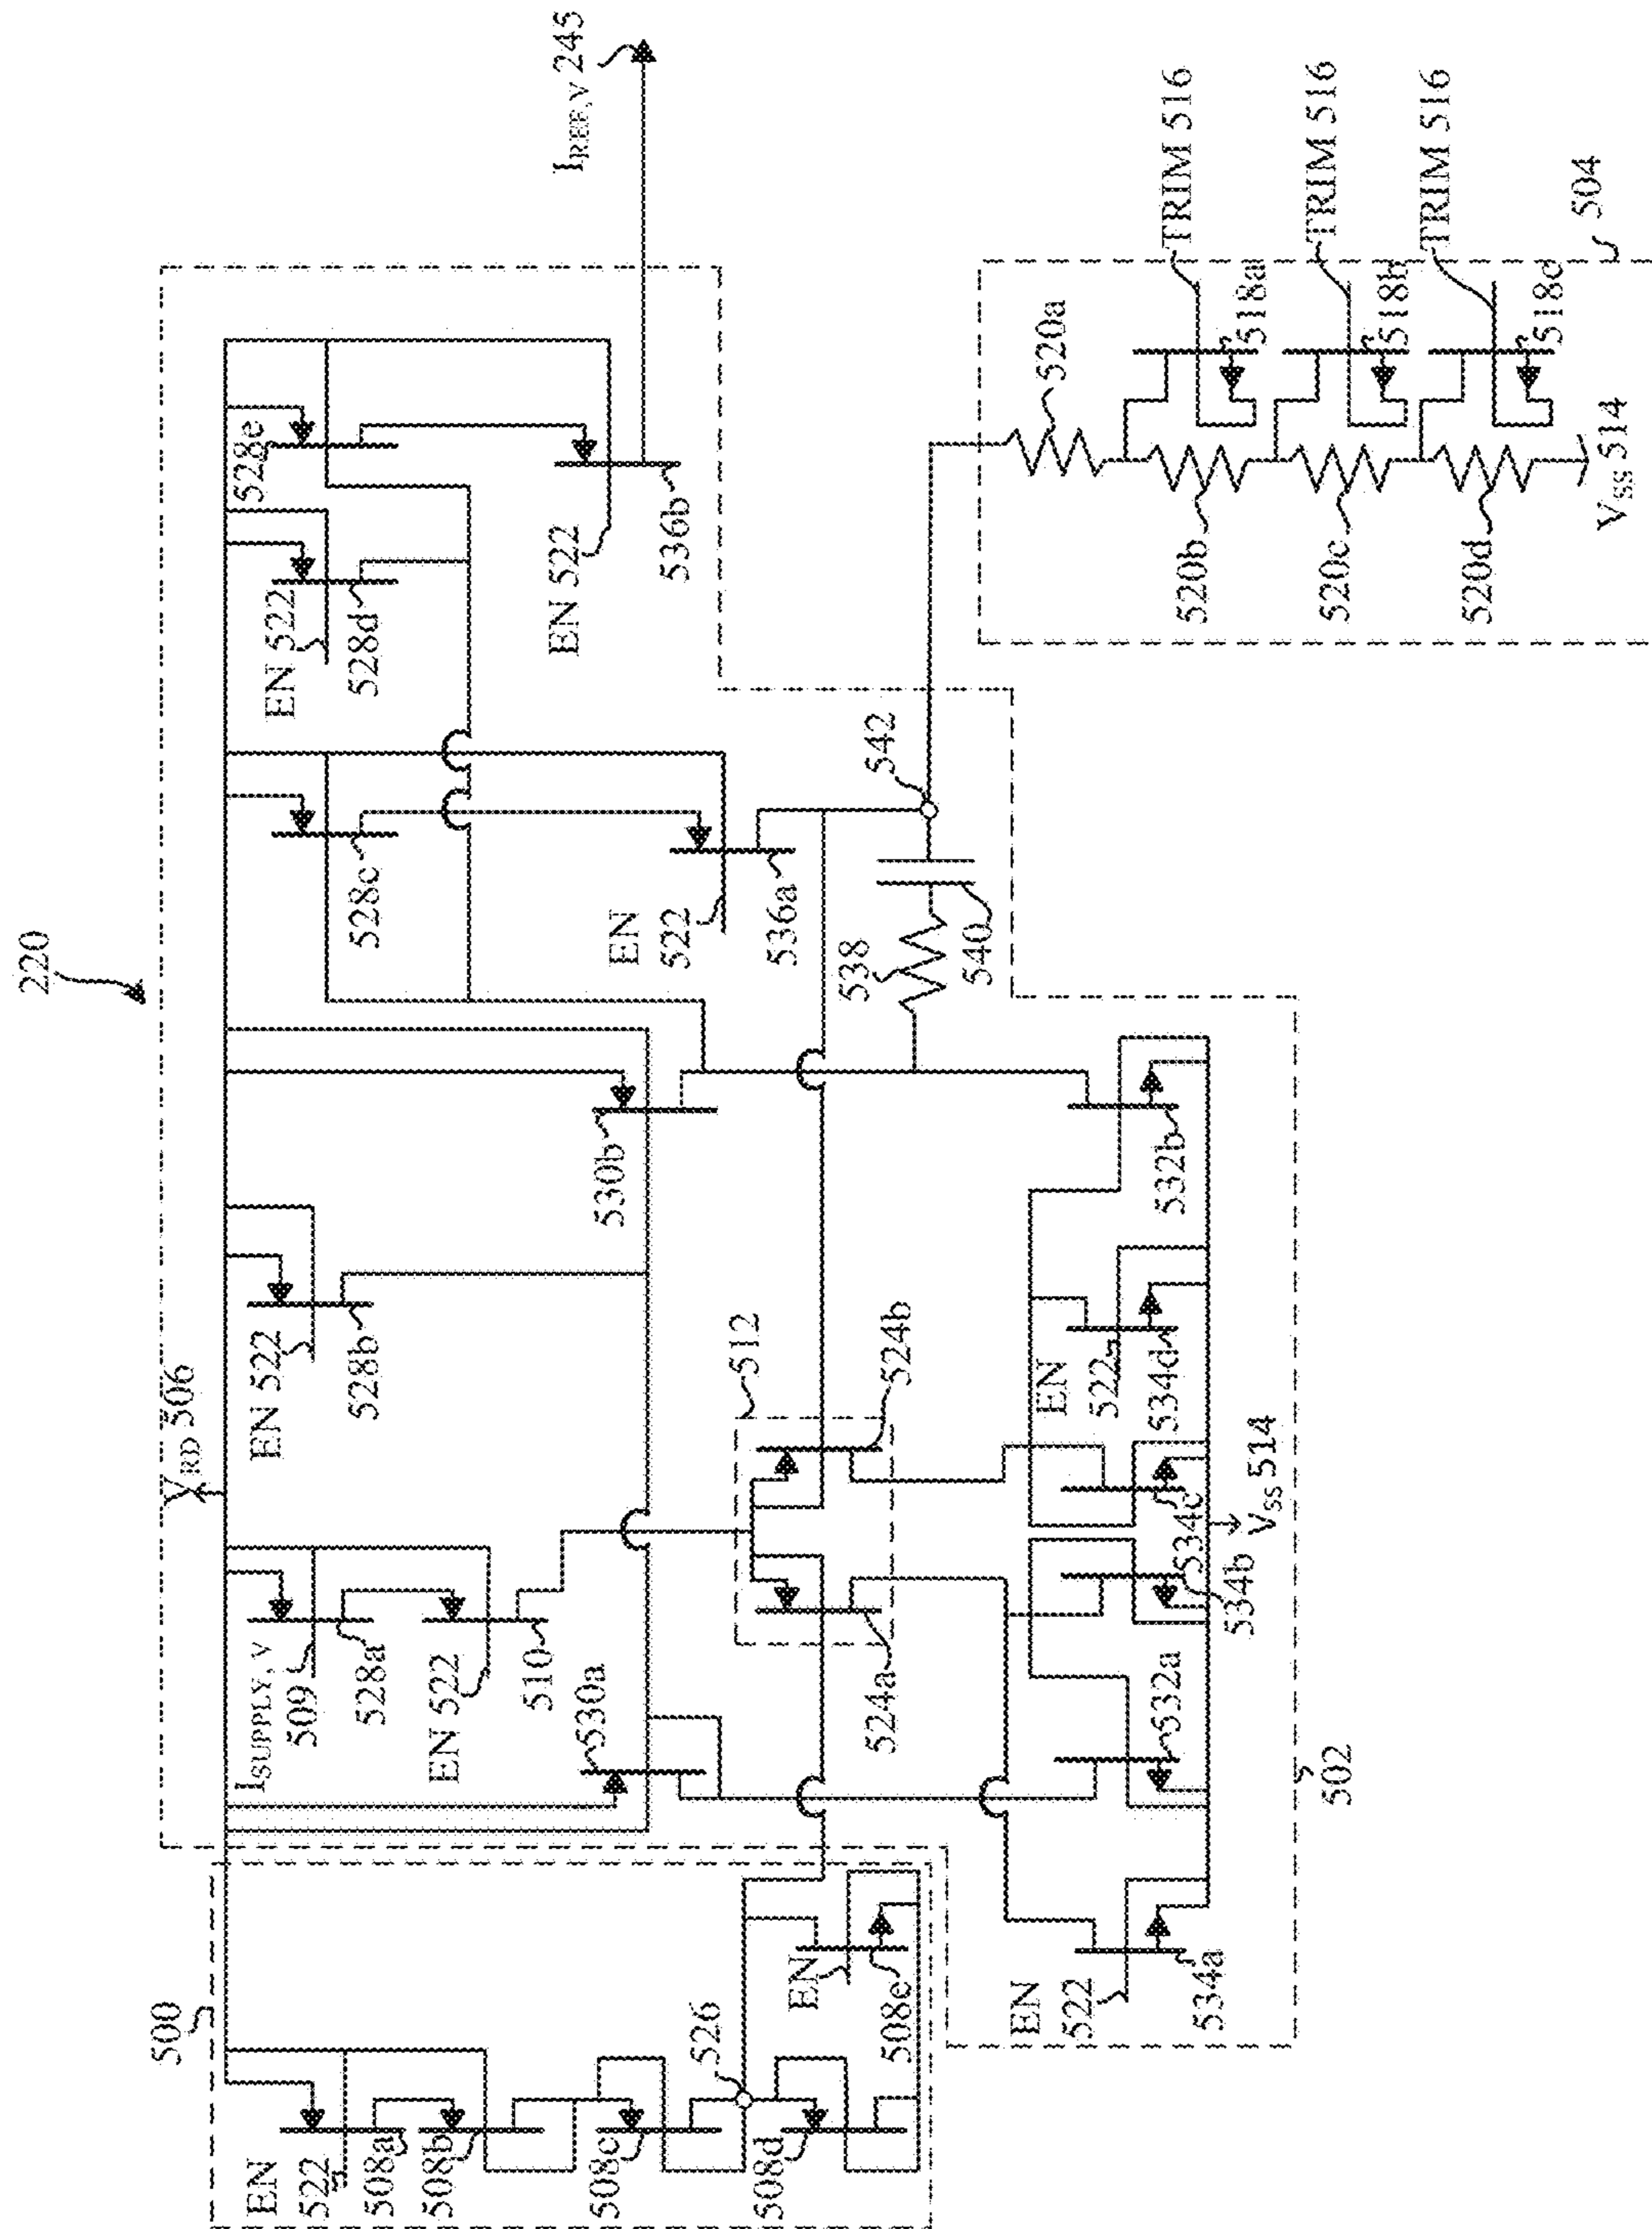 220
V_RD 506
500
EN
522
508a
508b
508c
526
508d
EN
508e
I_SUPPLY, V
509
528a
EN 522
510
530a
EN 522
528b
530b
528c
EN
522
536a
EN 522
528d
528e
EN 522
536b
I_REF,V 245
512
524a
524b
538
540
542
EN
522
534a
532a
534b
534c
V_SS 514
EN
522
534d
532b
502
520a
520b
520c
520d
TRIM 516
TRIM 516
TRIM 516
518a
518b
518c
V_SS 514
504